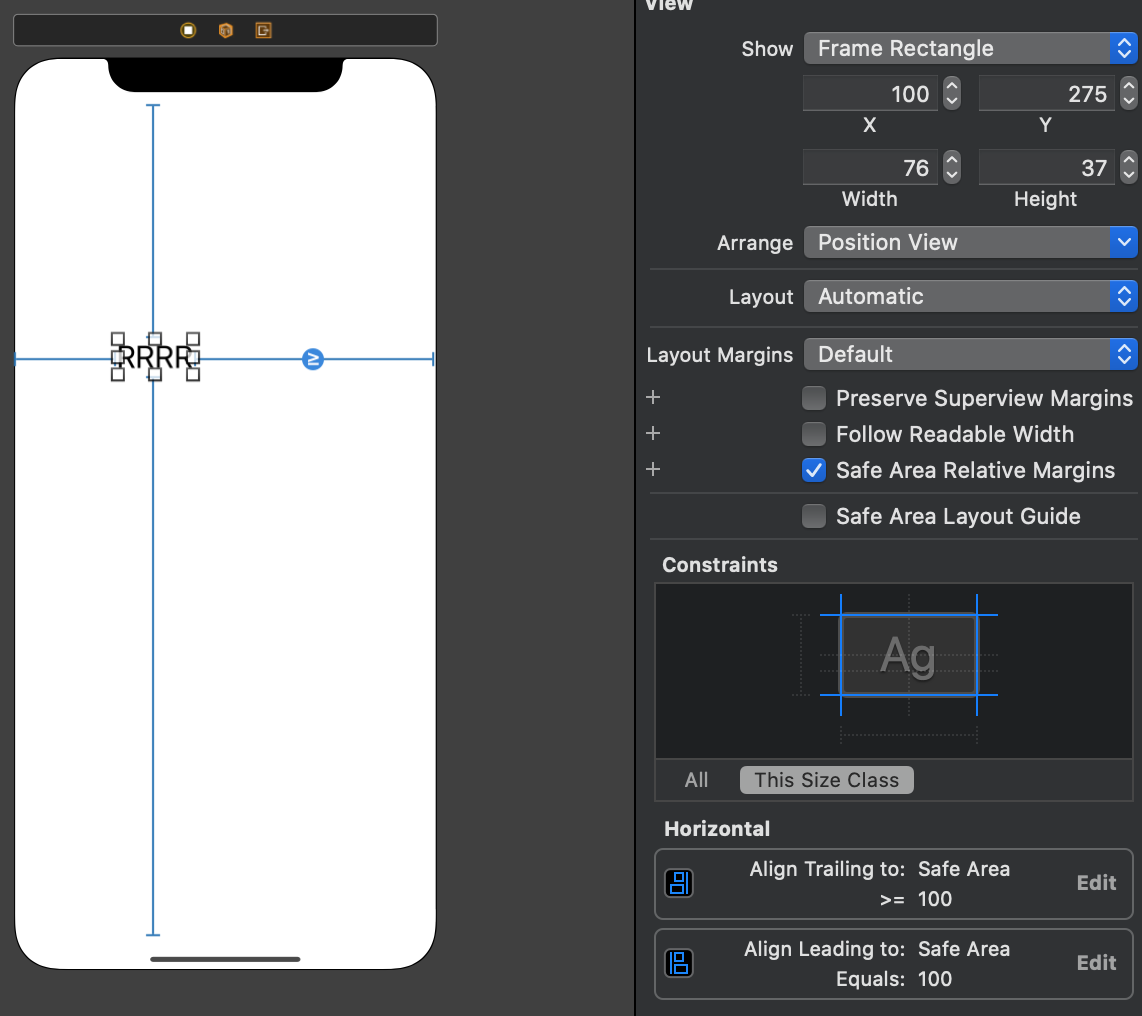 View
Show Frame Rectangle
100 275
X Y
76 37
Width Height
Arrange Position View
Layout Automatic
RRRR
≥
Layout Margins Default
+ Preserve Superview Margins
+ Follow Readable Width
+ Safe Area Relative Margins
Safe Area Layout Guide
Constraints
Ag
All This Size Class
Horizontal
Align Trailing to: Safe Area
>= 100
Edit
Align Leading to: Safe Area
Equals: 100
Edit